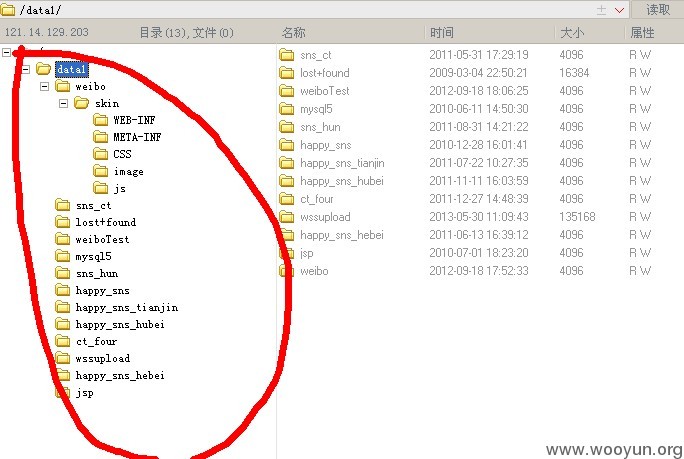 /data1/ 读取
121.14.129.203 目录(13),文件(0) 名称 时间 大小 属性
data1
weibo
skin
WEB-INF
META-INF
CSS
image
js
sns_ct
lost+found
weiboTest
mysql5
sns_hun
happy_sns
happy_sns_tianjin
happy_sns_hubei
ct_four
wssupload
happy_sns_hebei
jsp
sns_ct 2011-05-31 17:29:19 4096 R W
lost+found 2009-03-04 22:50:21 16384 R W
weiboTest 2012-09-18 18:06:25 4096 R W
mysql5 2010-06-11 14:50:30 4096 R W
sns_hun 2011-08-31 14:21:22 4096 R W
happy_sns 2010-12-28 16:01:41 4096 R W
happy_sns_tianjin 2011-07-22 10:27:35 4096 R W
happy_sns_hubei 2011-11-11 16:03:59 4096 R W
ct_four 2011-12-27 14:48:39 4096 R W
wssupload 2013-05-30 11:09:43 135168 R W
happy_sns_hebei 2011-06-13 16:39:12 4096 R W
jsp 2010-07-01 18:23:20 4096 R W
weibo 2012-09-18 17:52:33 4096 R W
www.wooyun.org